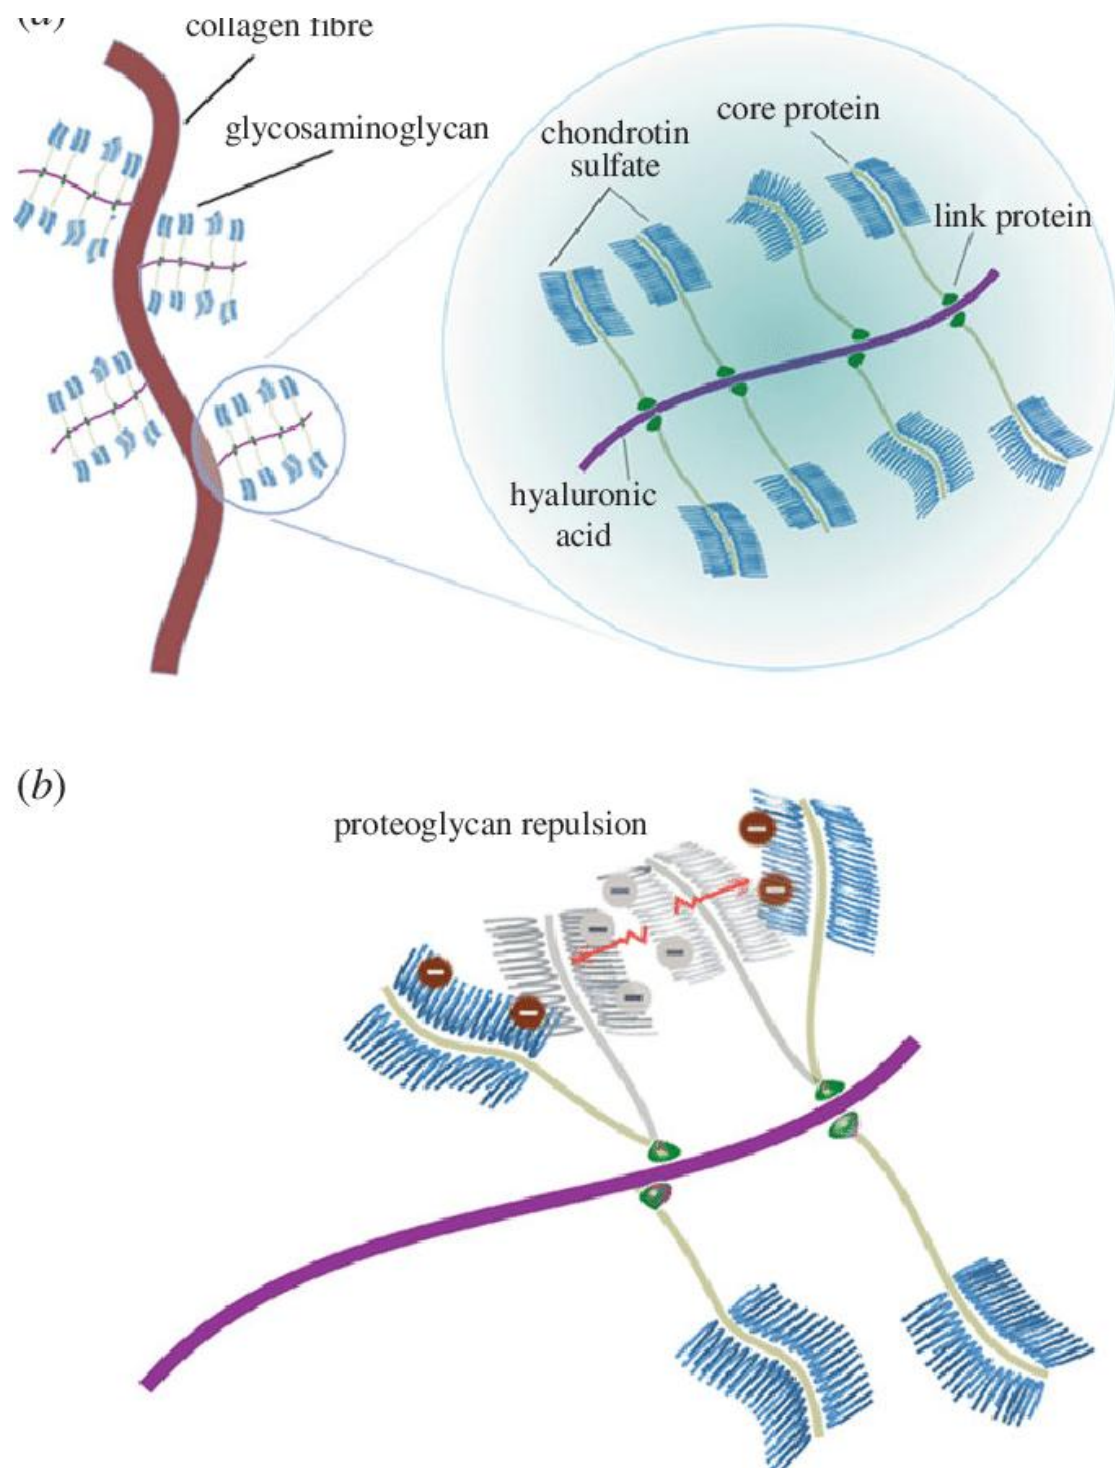 (a)
collagen fibre
glycosaminoglycan
chondrotin
sulfate
core protein
link protein
hyaluronic
acid
(b)
proteoglycan repulsion